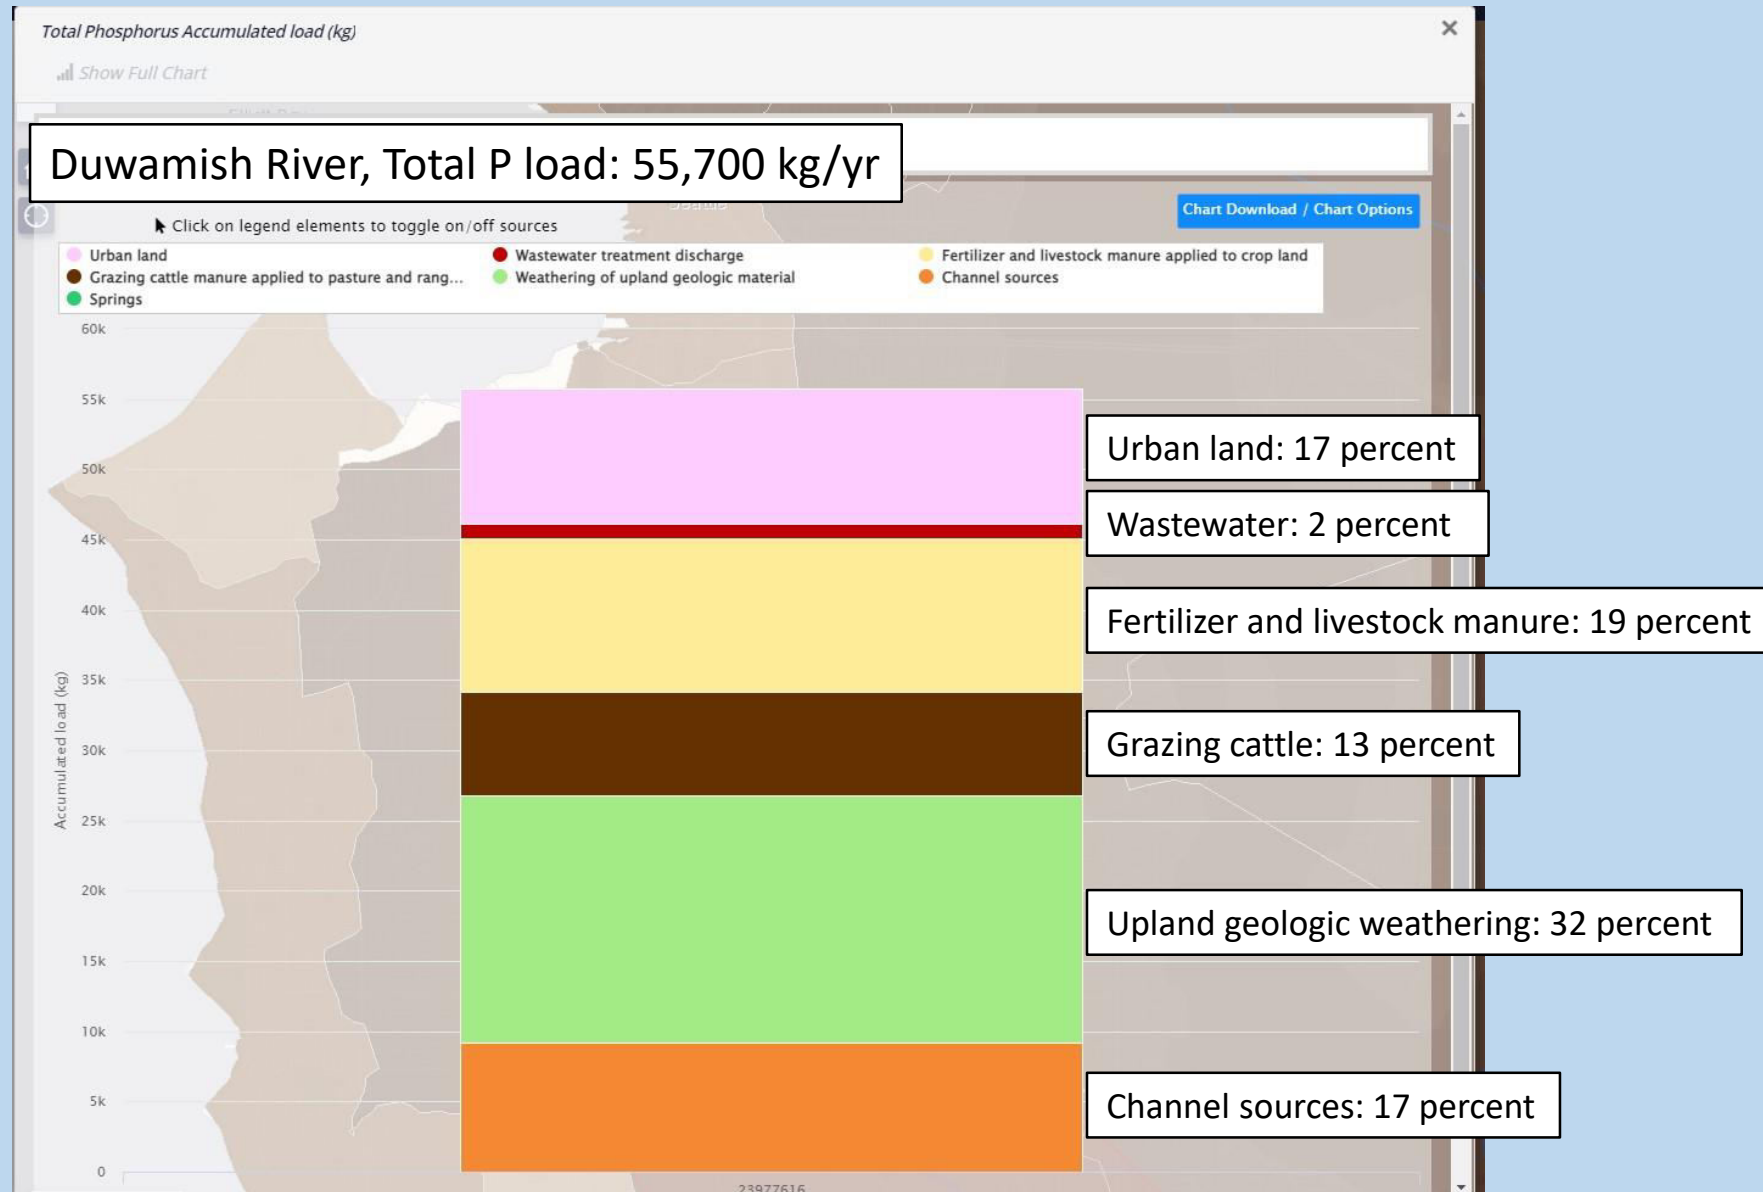 Total Phosphorus Accumulated load (kg)
Show Full Chart
Duwamish River, Total P load: 55,700 kg/yr
Chart Download / Chart Options
Click on legend elements to toggle on/off sources
Urban land
Wastewater treatment discharge
Fertilizer and livestock manure applied to crop land
Grazing cattle manure applied to pasture and rang...
Weathering of upland geologic material
Channel sources
Springs
60k
55k
50k
45k
40k
35k
30k
25k
20k
15k
10k
5k
0
Accumulated load (kg)
Urban land: 17 percent
Wastewater: 2 percent
Fertilizer and livestock manure: 19 percent
Grazing cattle: 13 percent
Upland geologic weathering: 32 percent
Channel sources: 17 percent
23977616